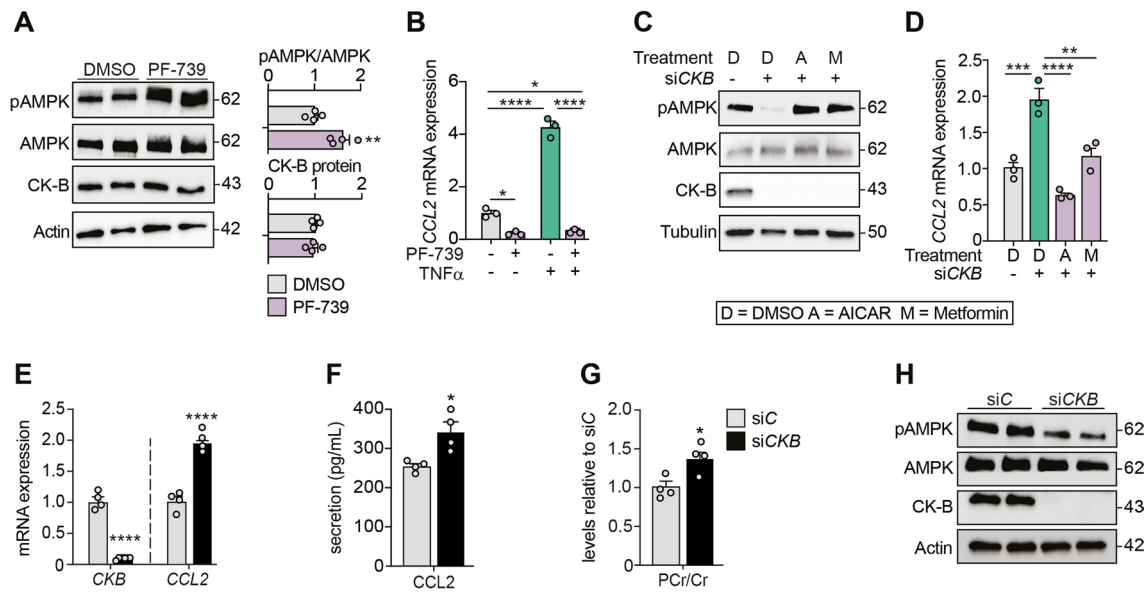 A
DMSO PF-739
pAMPK
62
AMPK
62
CK-B
43
Actin
42
pAMPK/AMPK
0 1 2
**
CK-B protein
0 1 2
DMSO
PF-739
B
CCL2 mRNA expression
6
4
2
0
*
**** ****
*
PF-739 - + - +
TNFα - - + +
C
Treatment D D A M
siCKB - + + +
pAMPK
62
AMPK
62
CK-B
43
Tubulin
50
D
CCL2 mRNA expression
2.5
2.0
1.5
1.0
0.5
0
**
*** ****
Treatment D D A M
siCKB - + + +
D = DMSO A = AICAR M = Metformin
E
mRNA expression
2.5
2.0
1.5
1.0
0.5
0
****
****
CKB CCL2
F
secretion (pg/mL)
400
300
200
100
0
*
CCL2
G
levels relative to siC
2.0
1.5
1.0
0.5
0
*
PCr/Cr
siC
siCKB
H
siC siCKB
pAMPK
62
AMPK
62
CK-B
43
Actin
42